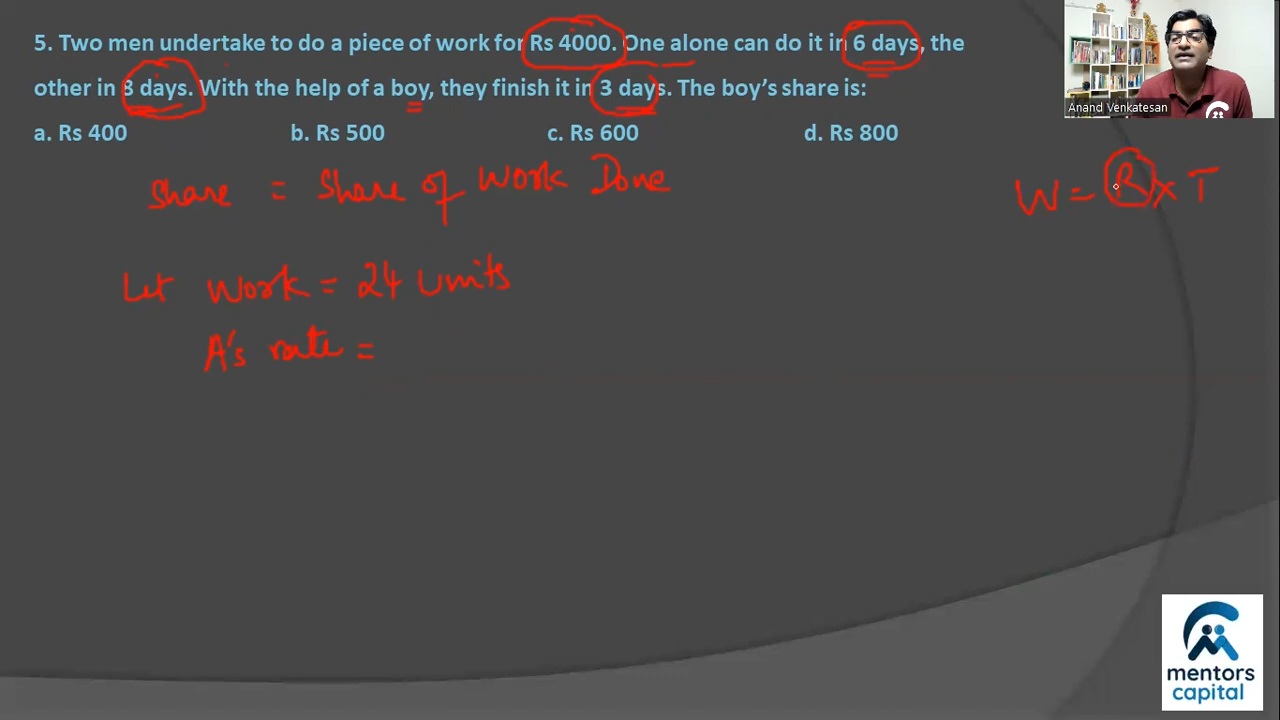 5. Two men undertake to do a piece of work for Rs 4000. One alone can do it in 6 days, the
other in 8 days. With the help of a boy, they finish it in 3 days. The boy's share is:
a. Rs 400 b. Rs 500 c. Rs 600 d. Rs 800
Anand Venkatesan
Share = Share of Work Done
W = R x T
Let Work = 24 Units
A's rate =
mentors
capital